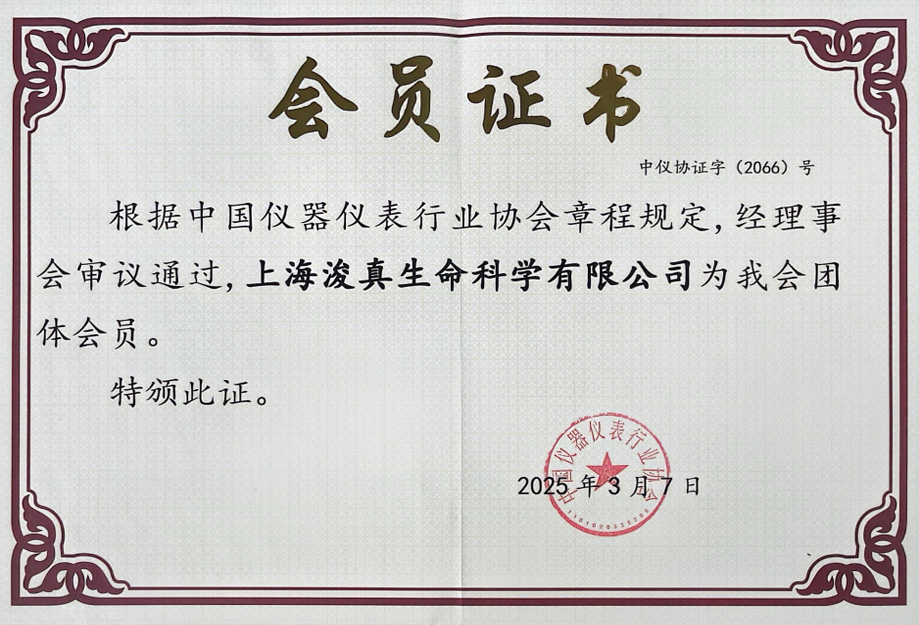 会员证书
中仪协证字（2066）号
根据中国仪器仪表行业协会章程规定，经理事
会审议通过，上海浚真生命科学有限公司为我会团
体会员。
特颁此证。
中国仪器仪表行业协会
2025 年 3 月 7 日